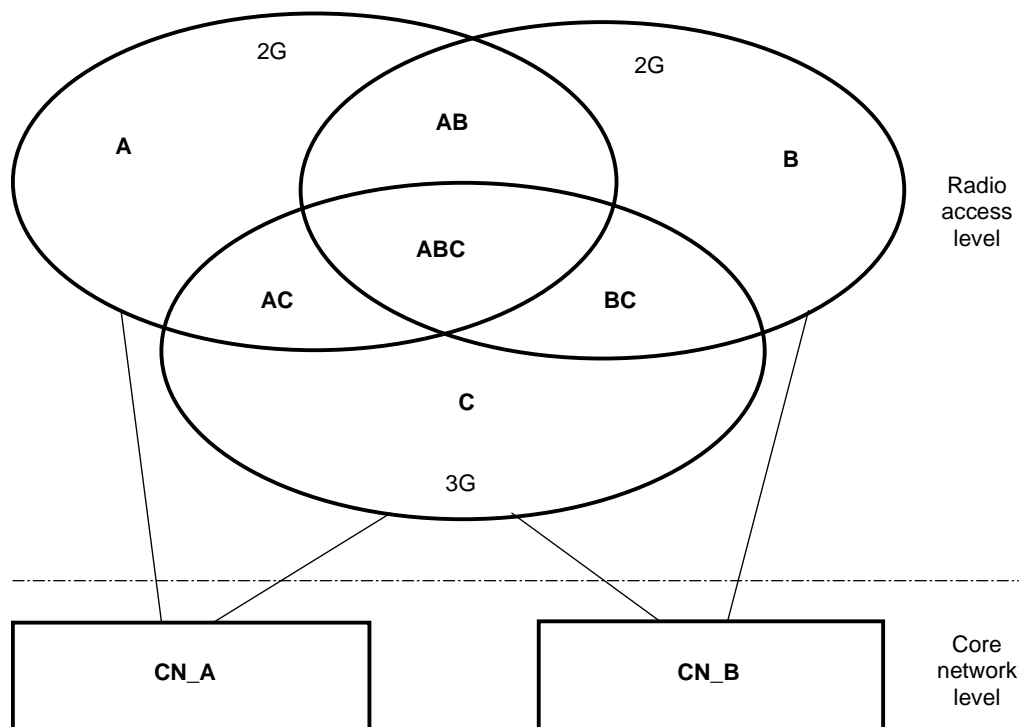 2G
2G
AB
A
B
Radio
access
level
ABC
AC
BC
C
3G
CN_A
CN_B
Core
network
level